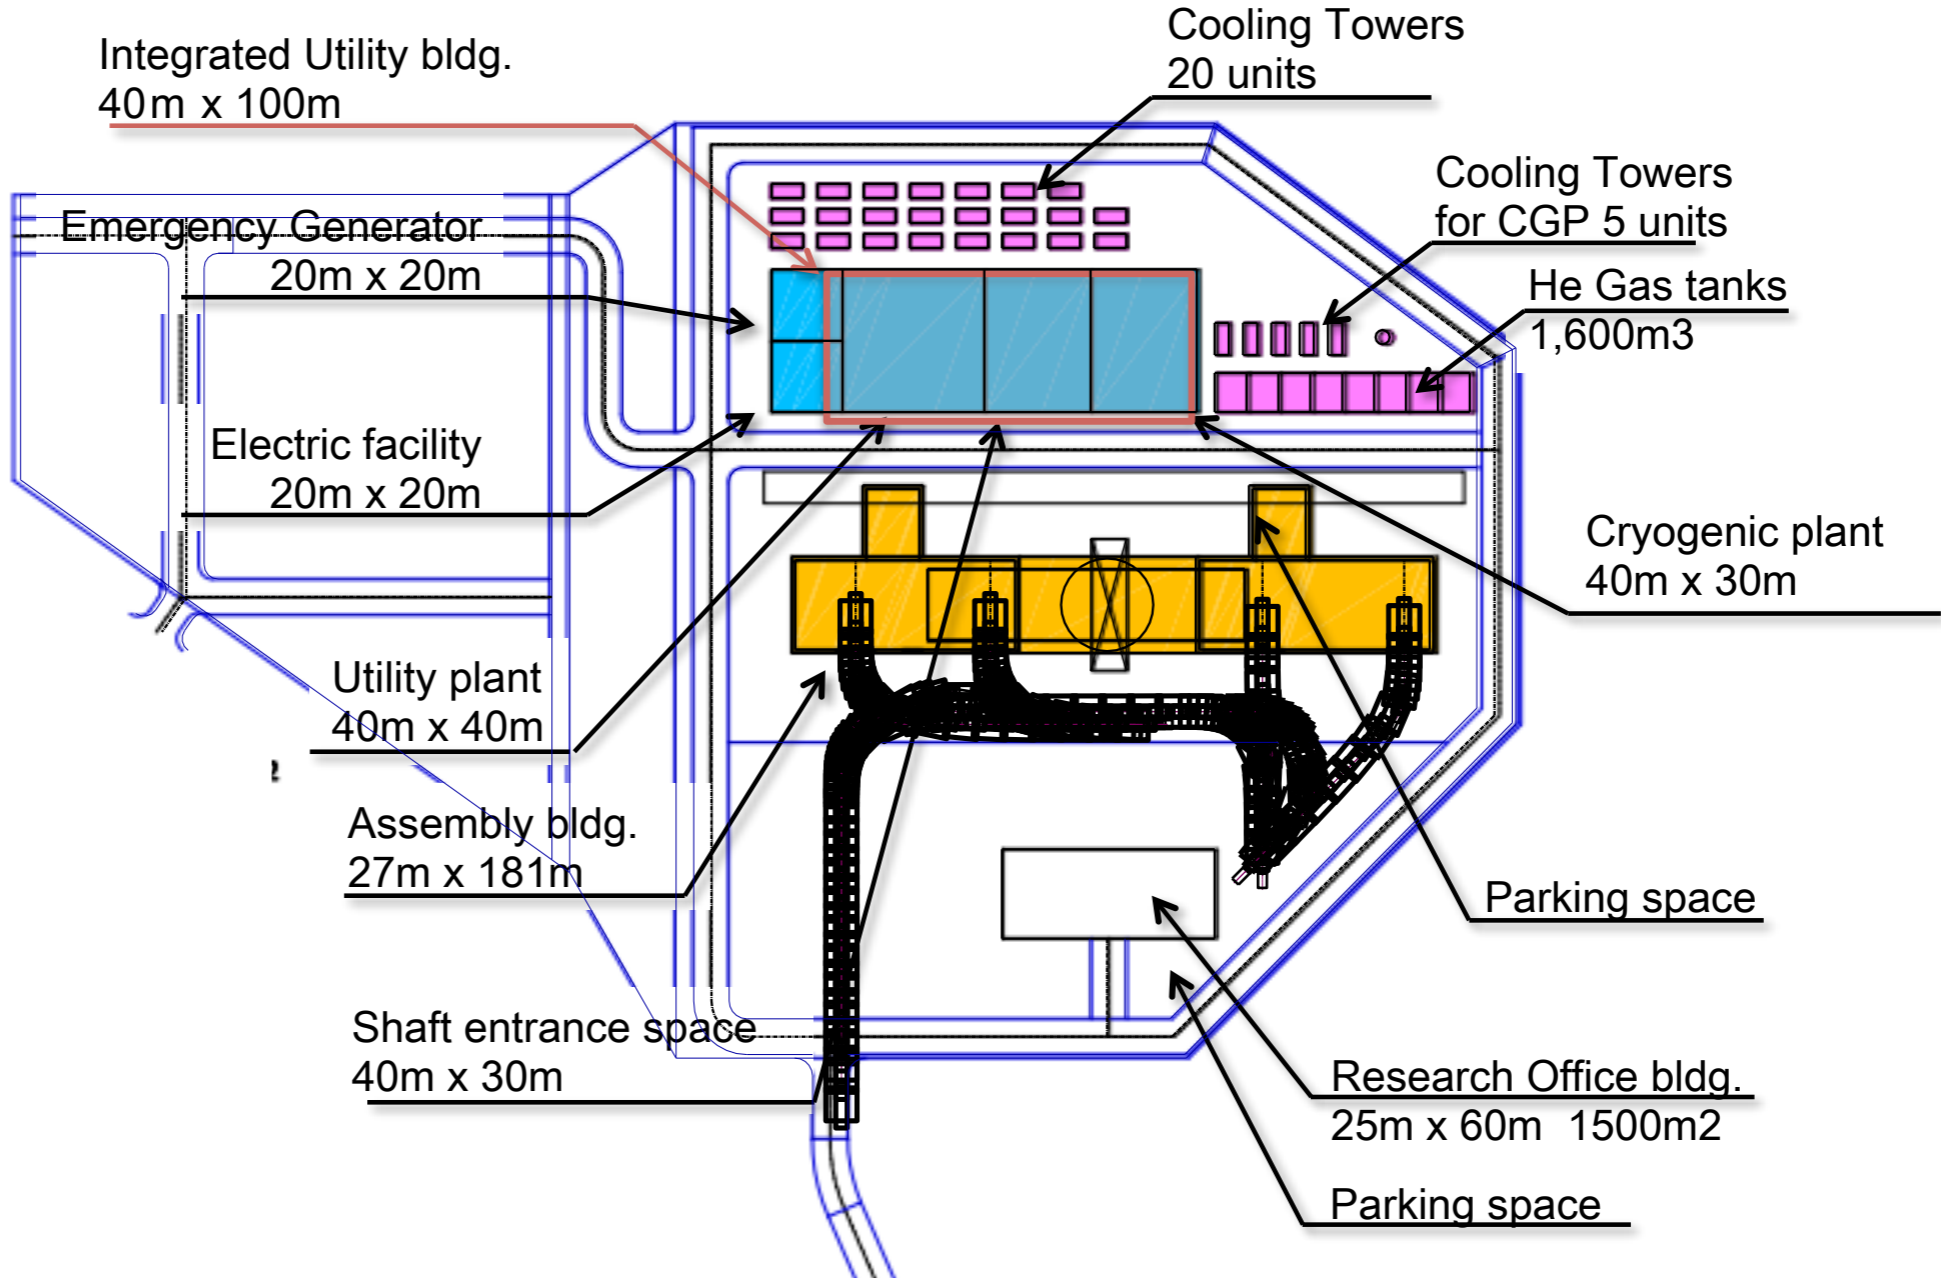 Integrated Utility bldg.
40m x 100m
Cooling Towers
20 units
Cooling Towers
for CGP 5 units
Emergency Generator
20m x 20m
He Gas tanks
1,600m3
Electric facility
20m x 20m
Cryogenic plant
40m x 30m
Utility plant
40m x 40m
2
Assembly bldg.
27m x 181m
Parking space
Shaft entrance space
40m x 30m
Research Office bldg.
25m x 60m 1500m2
Parking space